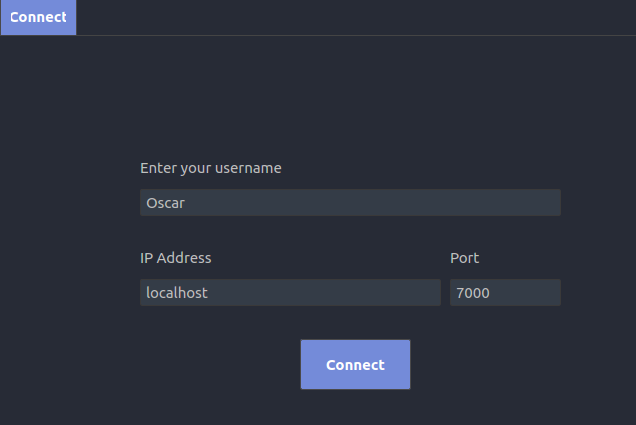 Connect
Enter your username
Oscar
IP Address Port
localhost 7000
Connect